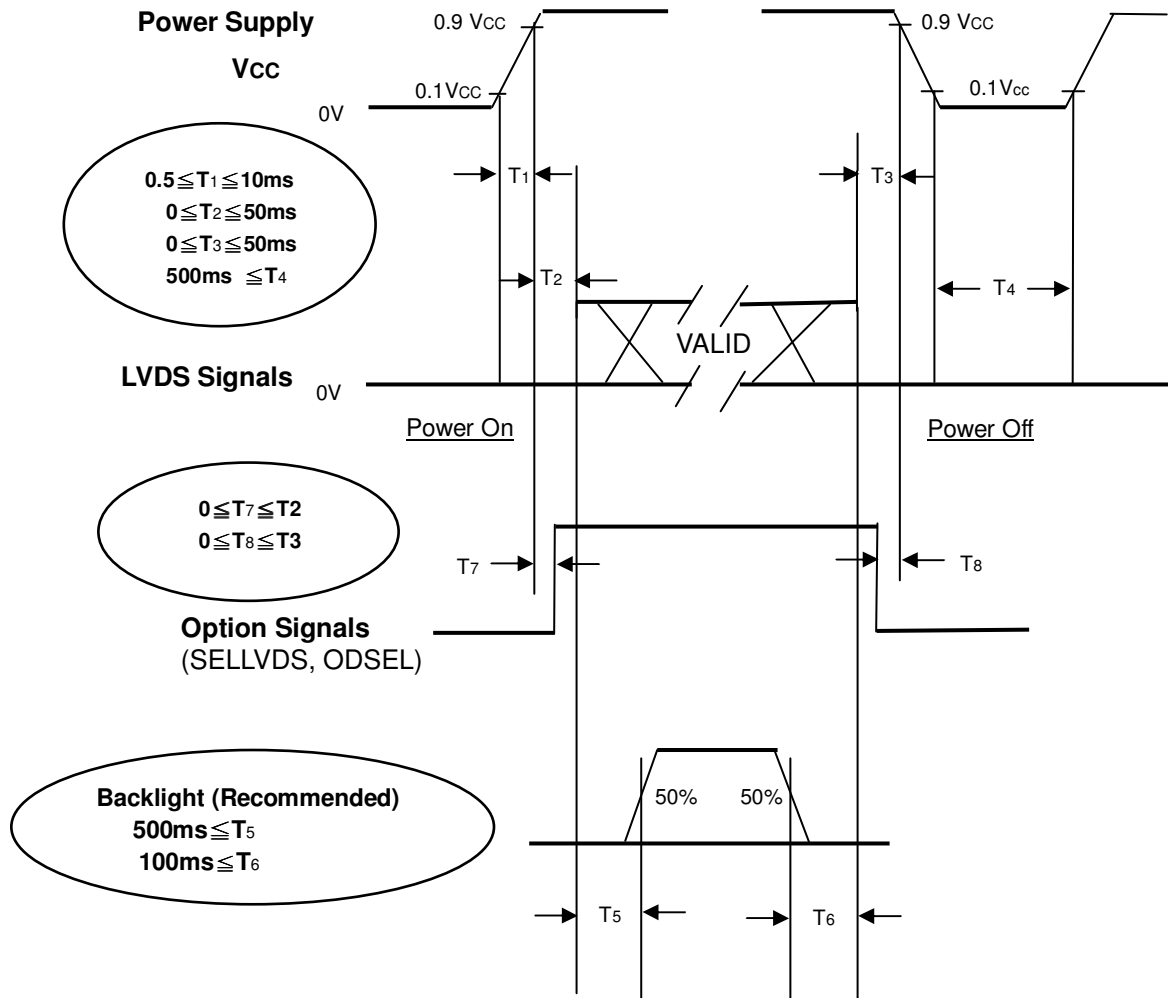 Power Supply
VCC
0.9 VCC
0.1VCC
0V
0.9 VCC
0.1Vcc
0.5≦T1≦10ms
0≦T2≦50ms
0≦T3≦50ms
500ms ≦T4
T1
T2
T3
T4
VALID
LVDS Signals
0V
Power On
Power Off
0≦T7≦T2
0≦T8≦T3
T7
T8
Option Signals
(SELLVDS, ODSEL)
Backlight (Recommended)
500ms≦T5
100ms≦T6
50%
50%
T5
T6